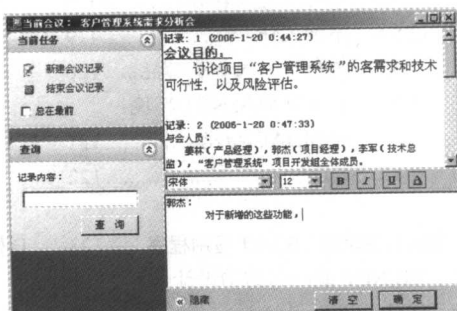 当前会议： 客户管理系统需求分析会
当前任务
新建会议记录
结束会议记录
总在最前
查询
记录内容：
查 询
记录: 1 (2006-1-20 0:44:27)
会议目的：
讨论项目“客户管理系统”的客需求和技术
可行性，以及风险评估。
记录: 2 (2006-1-20 0:47:33)
与会人员：
姜林（产品经理），郭杰（项目经理），李军（技术总
监），“客户管理系统”项目开发组全体成员。
宋体 12 B I U A
郭杰：
对于新增的这些功能，
隐藏 清 空 确 定